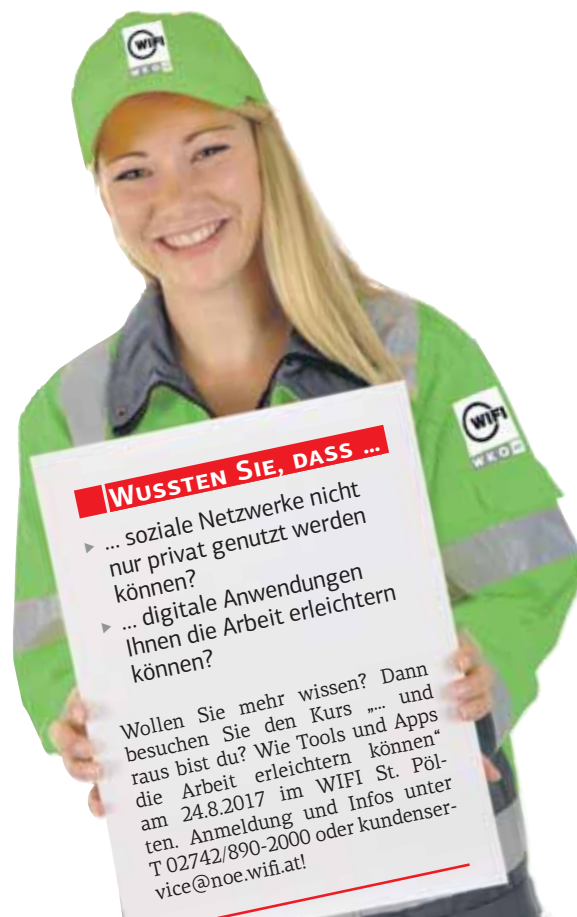 WIFI
WKO
WIFI
WKO
WUSSTEN SIE, DASS ...
▶ ... soziale Netzwerke nicht
nur privat genutzt werden
können?
▶ ... digitale Anwendungen
Ihnen die Arbeit erleichtern
können?
Wollen Sie mehr wissen? Dann
besuchen Sie den Kurs „... und
raus bist du? Wie Tools und Apps
die Arbeit erleichtern können“
am 24.8.2017 im WIFI St. Pöl-
ten. Anmeldung und Infos unter
T 02742/890-2000 oder kundenser-
vice@noe.wifi.at!